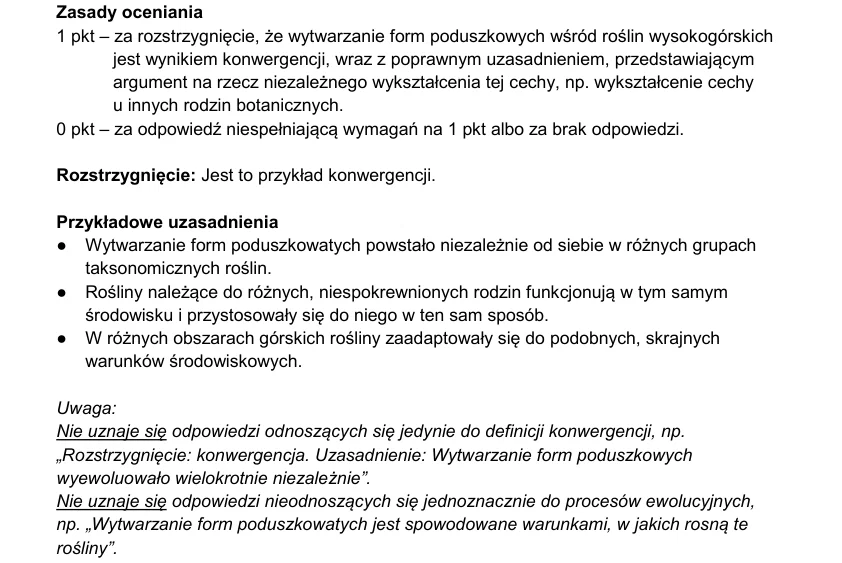 Zasady oceniania
1 pkt – za rozstrzygnięcie, że wytwarzanie form poduszkowych wśród roślin wysokogórskich
jest wynikiem konwergencji, wraz z poprawnym uzasadnieniem, przedstawiającym
argument na rzecz niezależnego wykształcenia tej cechy, np. wykształcenie cechy
u innych rodzin botanicznych.
0 pkt – za odpowiedź niespełniającą wymagań na 1 pkt albo za brak odpowiedzi.
Rozstrzygnięcie: Jest to przykład konwergencji.
Przykładowe uzasadnienia
● Wytwarzanie form poduszkowatych powstało niezależnie od siebie w różnych grupach
taksonomicznych roślin.
● Rośliny należące do różnych, niespokrewnionych rodzin funkcjonują w tym samym
środowisku i przystosowały się do niego w ten sam sposób.
● W różnych obszarach górskich rośliny zaadaptowały się do podobnych, skrajnych
warunków środowiskowych.
Uwaga:
Nie uznaje się odpowiedzi odnoszących się jedynie do definicji konwergencji, np.
„Rozstrzygnięcie: konwergencja. Uzasadnienie: Wytwarzanie form poduszkowych
wyewoluowało wielokrotnie niezależnie”.
Nie uznaje się odpowiedzi nieodnoszących się jednoznacznie do procesów ewolucyjnych,
np. „Wytwarzanie form poduszkowatych jest spowodowane warunkami, w jakich rosną te
rośliny”.